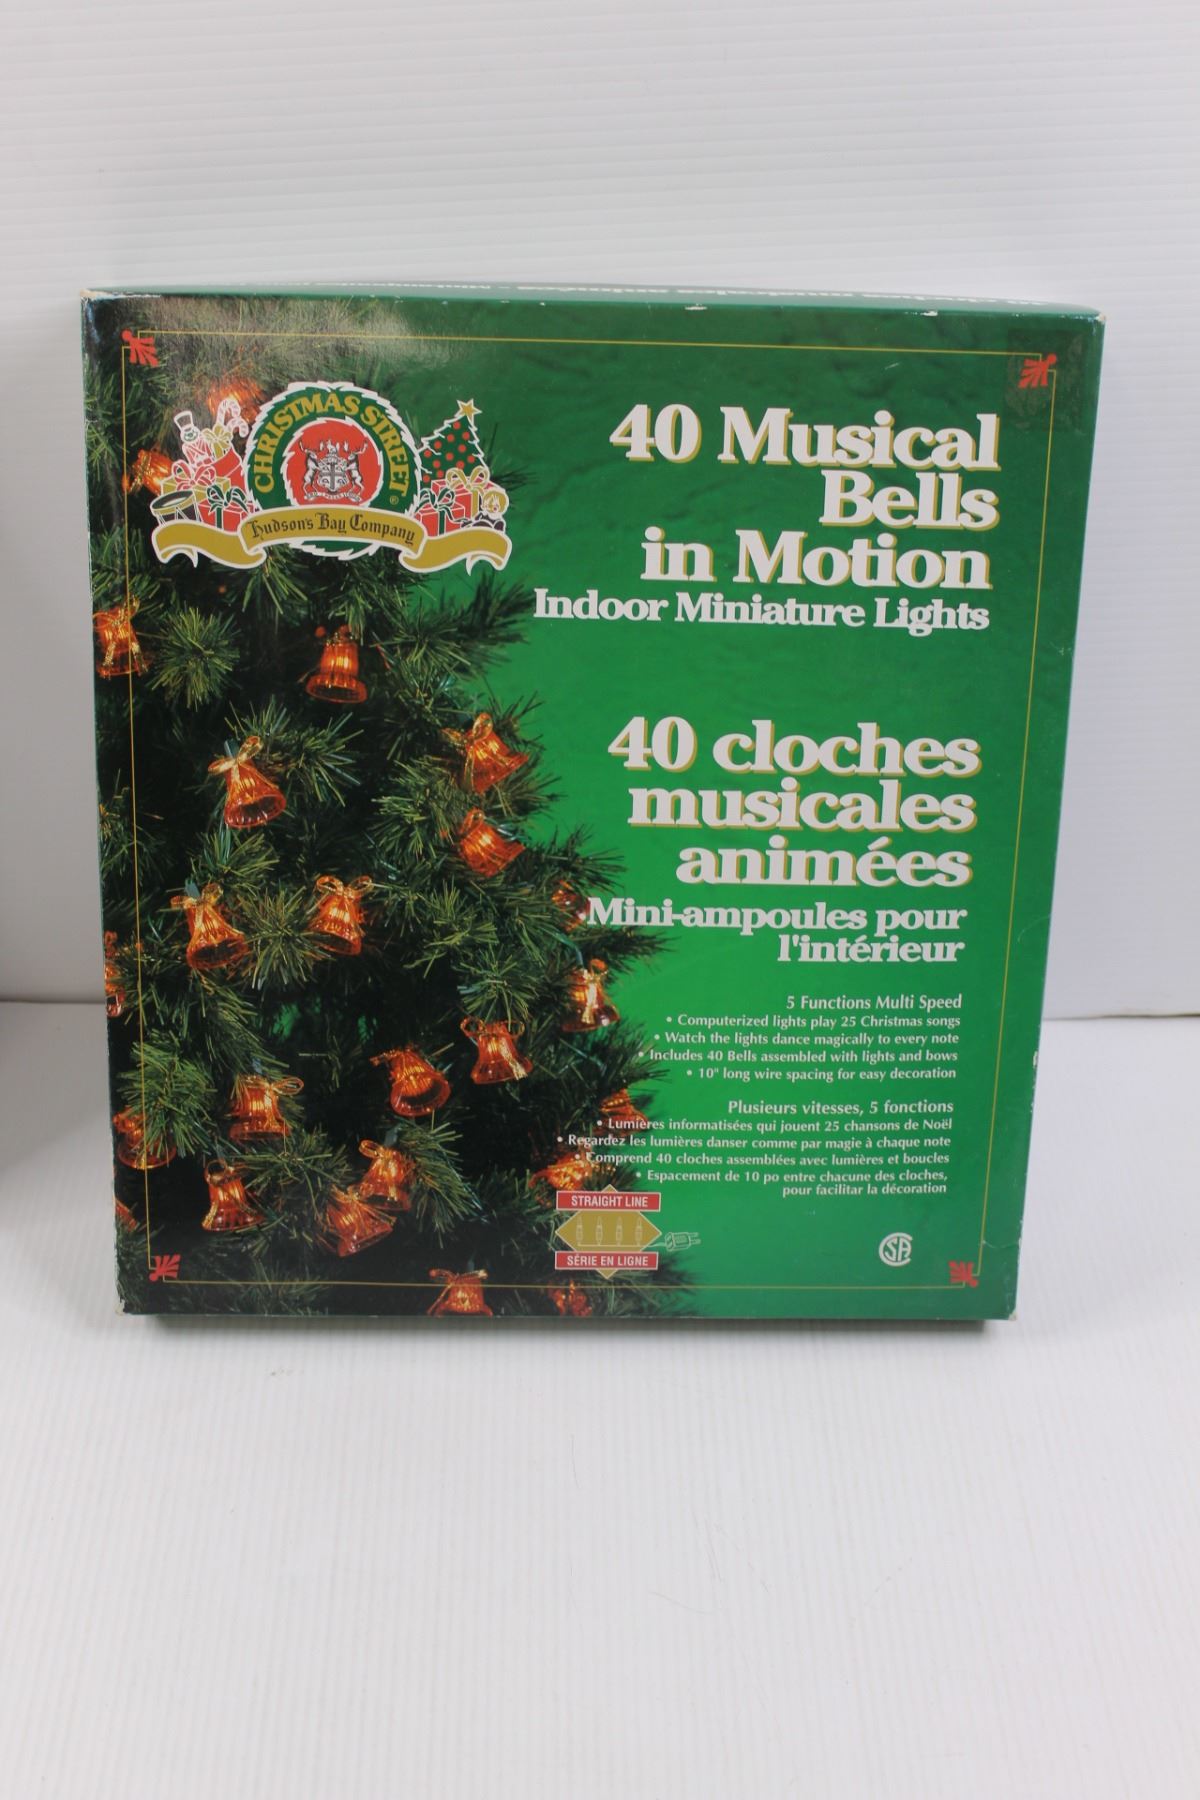 CHRISTMAS STREET®
Hudson's Bay Company
40 Musical
Bells
in Motion
Indoor Miniature Lights
40 cloches
musicales
animées
Mini-ampoules pour
l'intérieur
5 Functions Multi Speed
• Computerized lights play 25 Christmas songs
• Watch the lights dance magically to every note
• Includes 40 Bells assembled with lights and bows
• 10" long wire spacing for easy decoration
Plusieurs vitesses, 5 fonctions
• Lumières informatisées qui jouent 25 chansons de Noël
• Regardez les lumières danser comme par magie à chaque note
• Comprend 40 cloches assemblées avec lumières et boucles
• Espacement de 10 po entre chacune des cloches,
pour facilitar la décoration
STRAIGHT LINE
SÉRIE EN LIGNE
CSA